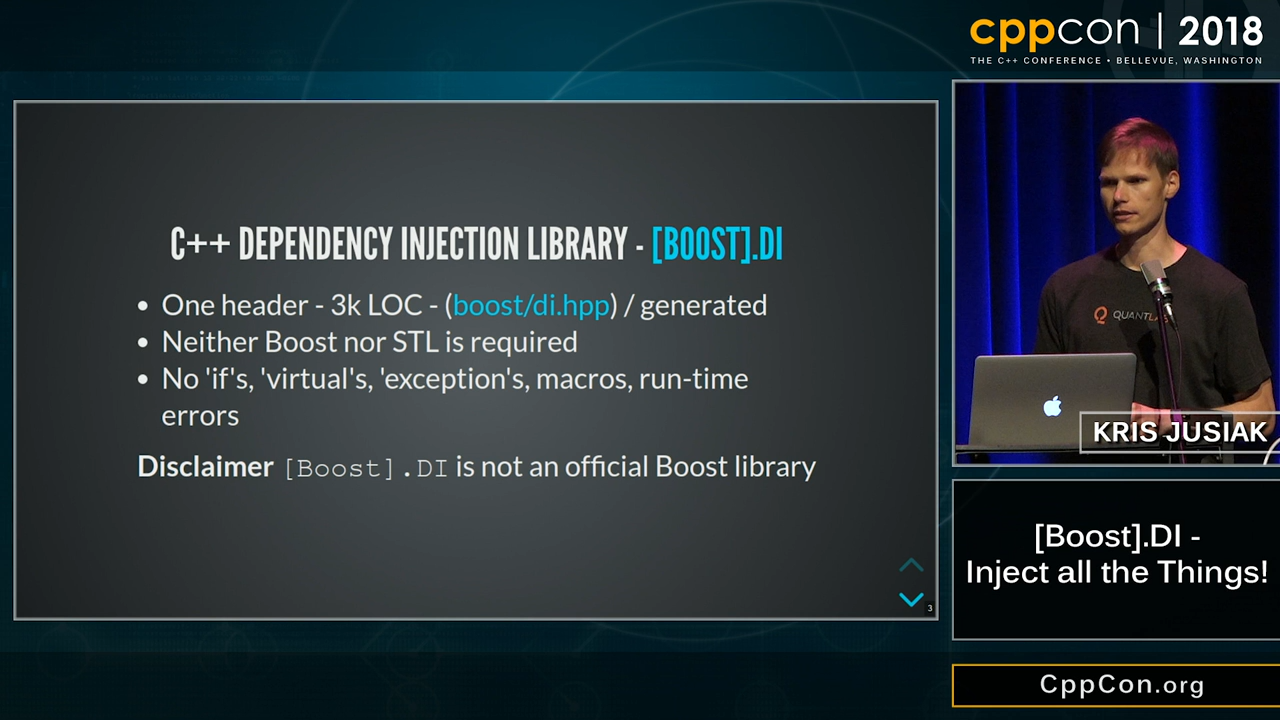 cppcon | 2018
THE C++ CONFERENCE • BELLEVUE, WASHINGTON
C++ DEPENDENCY INJECTION LIBRARY - [BOOST].DI
• One header - 3k LOC - (boost/di.hpp) / generated
• Neither Boost nor STL is required
• No 'if's, 'virtual's, 'exception's, macros, run-time
errors
Disclaimer [Boost].DI is not an official Boost library
3
QUANTLAB
KRIS JUSIAK
[Boost].DI -
Inject all the Things!
CppCon.org